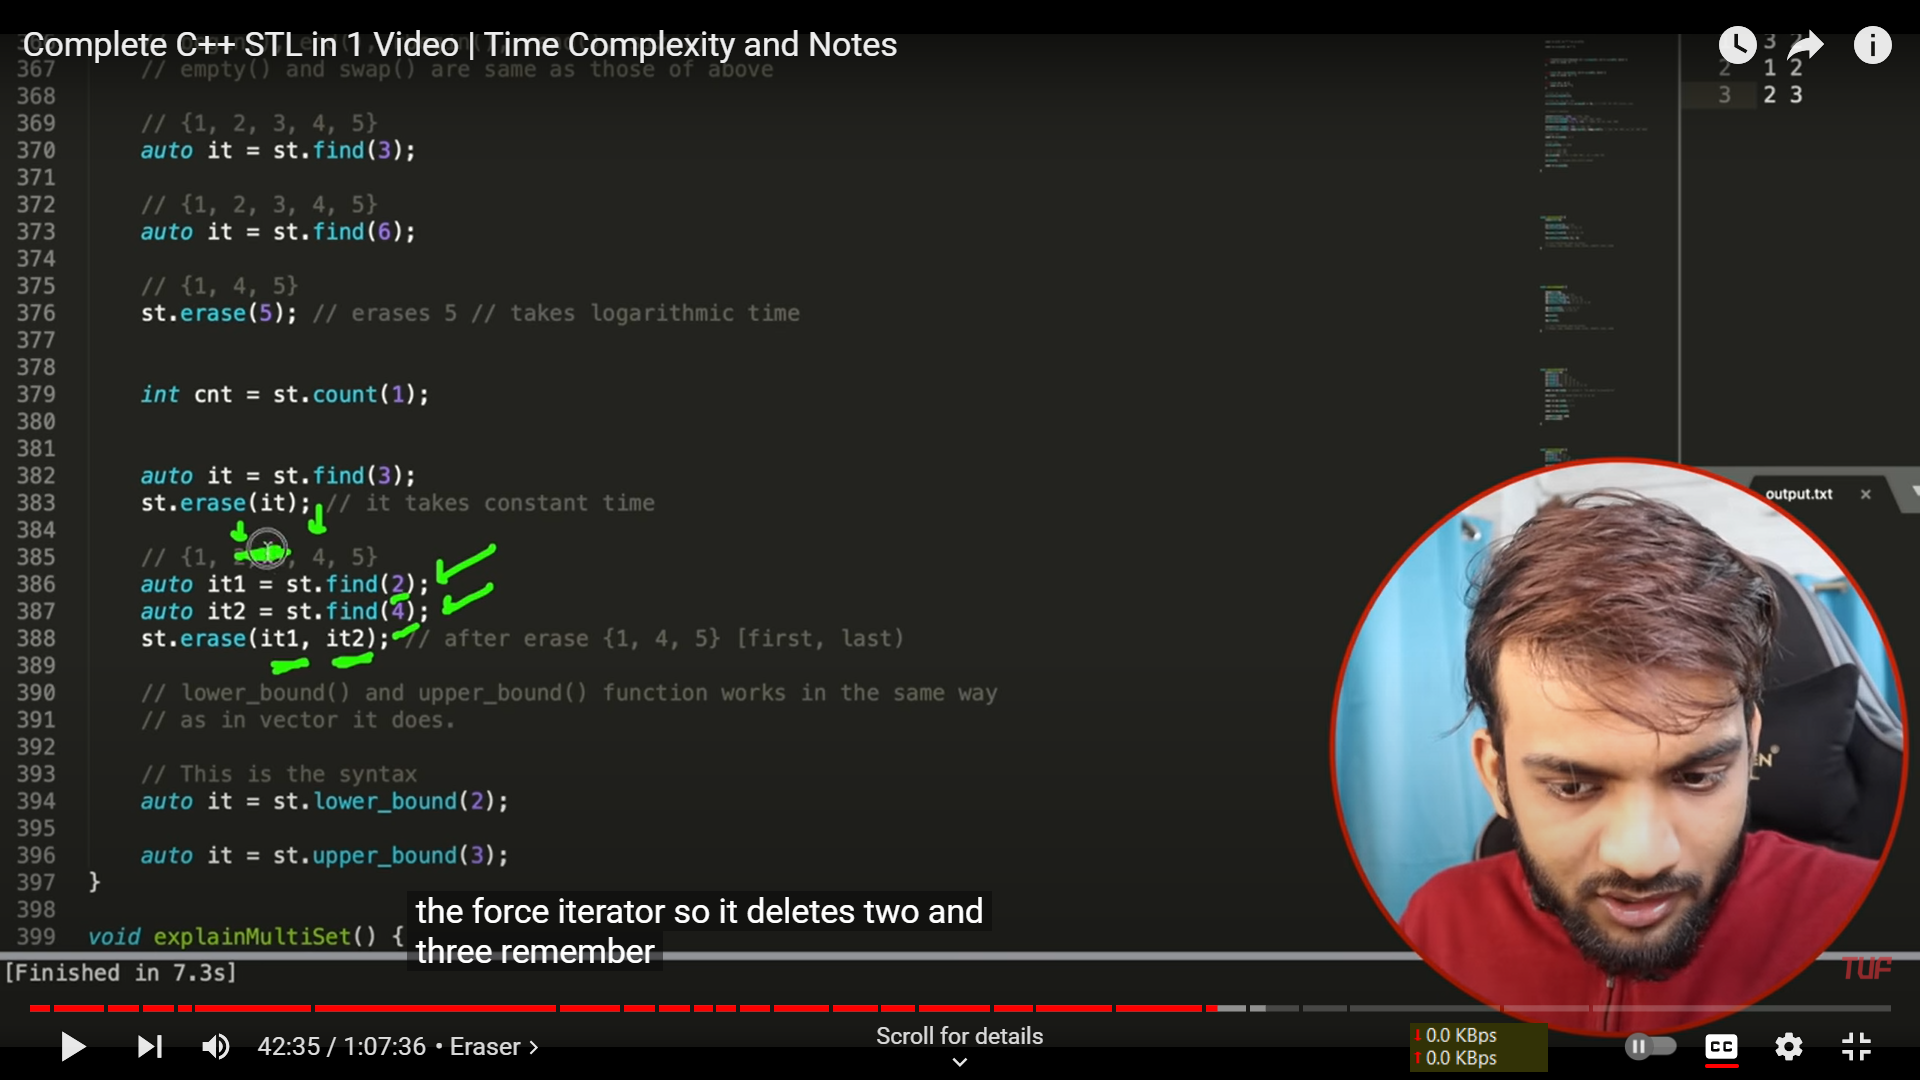 Complete C++ STL in 1 Video | Time Complexity and Notes
367 // empty() and swap() are same as those of above
368
369 // {1, 2, 3, 4, 5}
370 auto it = st.find(3);
371
372 // {1, 2, 3, 4, 5}
373 auto it = st.find(6);
374
375 // {1, 4, 5}
376 st.erase(5); // erases 5 // takes logarithmic time
377
378
379 int cnt = st.count(1);
380
381
382 auto it = st.find(3);
383 st.erase(it); // it takes constant time
384
385 // {1, 4, 5}
386 auto it1 = st.find(2);
387 auto it2 = st.find(4);
388 st.erase(it1, it2); // after erase {1, 4, 5} [first, last)
389
390 // lower_bound() and upper_bound() function works in the same way
391 // as in vector it does.
392
393 // This is the syntax
394 auto it = st.lower_bound(2);
395
396 auto it = st.upper_bound(3);
397 }
398
399 void explainMultiSet() {
3
2 1 2
3 2 3
output.txt ×
EN
the force iterator so it deletes two and
three remember
[Finished in 7.3s]
TUF
42:35 / 1:07:36 • Eraser >
Scroll for details
0.0 KBps
0.0 KBps
CC